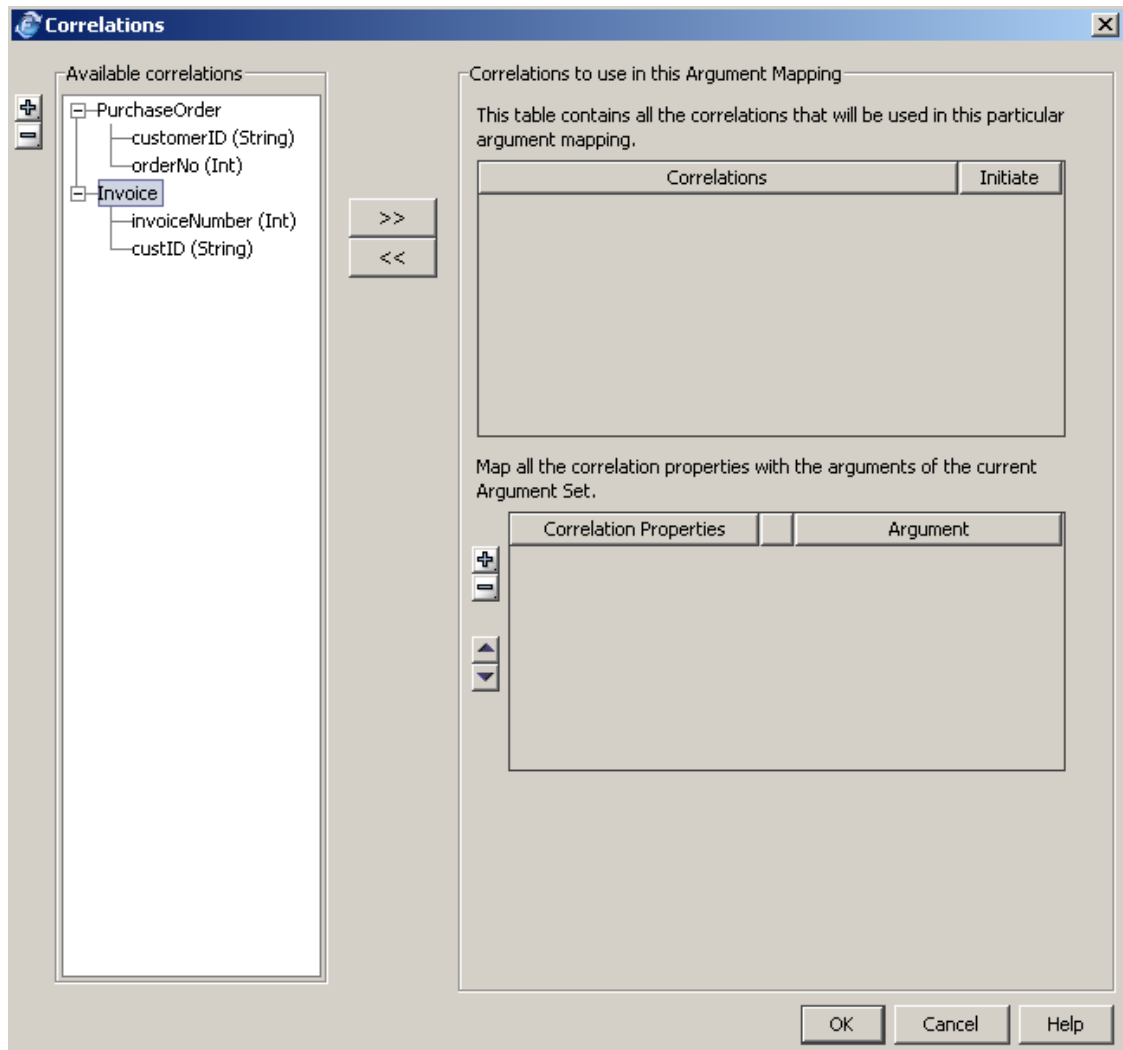 Correlations
Available correlations
PurchaseOrder
customerID (String)
orderNo (Int)
Invoice
invoiceNumber (Int)
custID (String)
>>
<<
Correlations to use in this Argument Mapping
This table contains all the correlations that will be used in this particular
argument mapping.
Correlations Initiate
Map all the correlation properties with the arguments of the current
Argument Set.
Correlation Properties Argument
OK Cancel Help